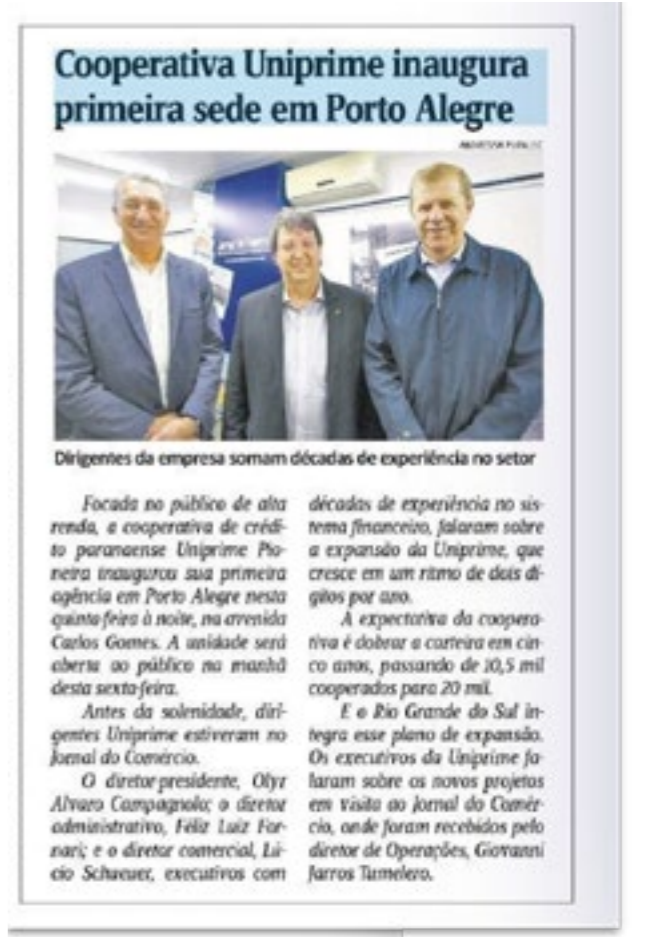 Cooperativa Uniprime inaugura
primeira sede em Porto Alegre
Dirigentes da empresa somam décadas de experiência no setor
Focada no público de alta
renda, a cooperativa de crédi-
to paranaense Uniprime Pio-
neira inaugurou sua primeira
agência em Porto Alegre nesta
quinta-feira à noite, na avenida
Carlos Gomes. A unidade será
aberta ao público na manhã
desta sexta-feira.
Antes da solenidade, diri-
gentes Uniprime estiveram no
Jornal do Comércio.
O diretor-presidente, Olyr
Alvaro Campagnolo; o diretor
administrativo, Féliz Luiz For-
nari; e o diretor comercial, Lú-
cio Schueuer, executivos com
décadas de experiência no sis-
tema financeiro, falaram sobre
a expansão da Uniprime, que
cresce em um ritmo de dois dí-
gitos por ano.
A expectativa da coopera-
tiva é dobrar a carteira em cin-
co anos, passando de 10,5 mil
cooperados para 20 mil.
E o Rio Grande do Sul in-
tegra esse plano de expansão.
Os executivos da Uniprime fa-
laram sobre os novos projetos
em visita ao Jornal do Comér-
cio, onde foram recebidos pelo
diretor de Operações, Giovanni
Jarros Tumelero.